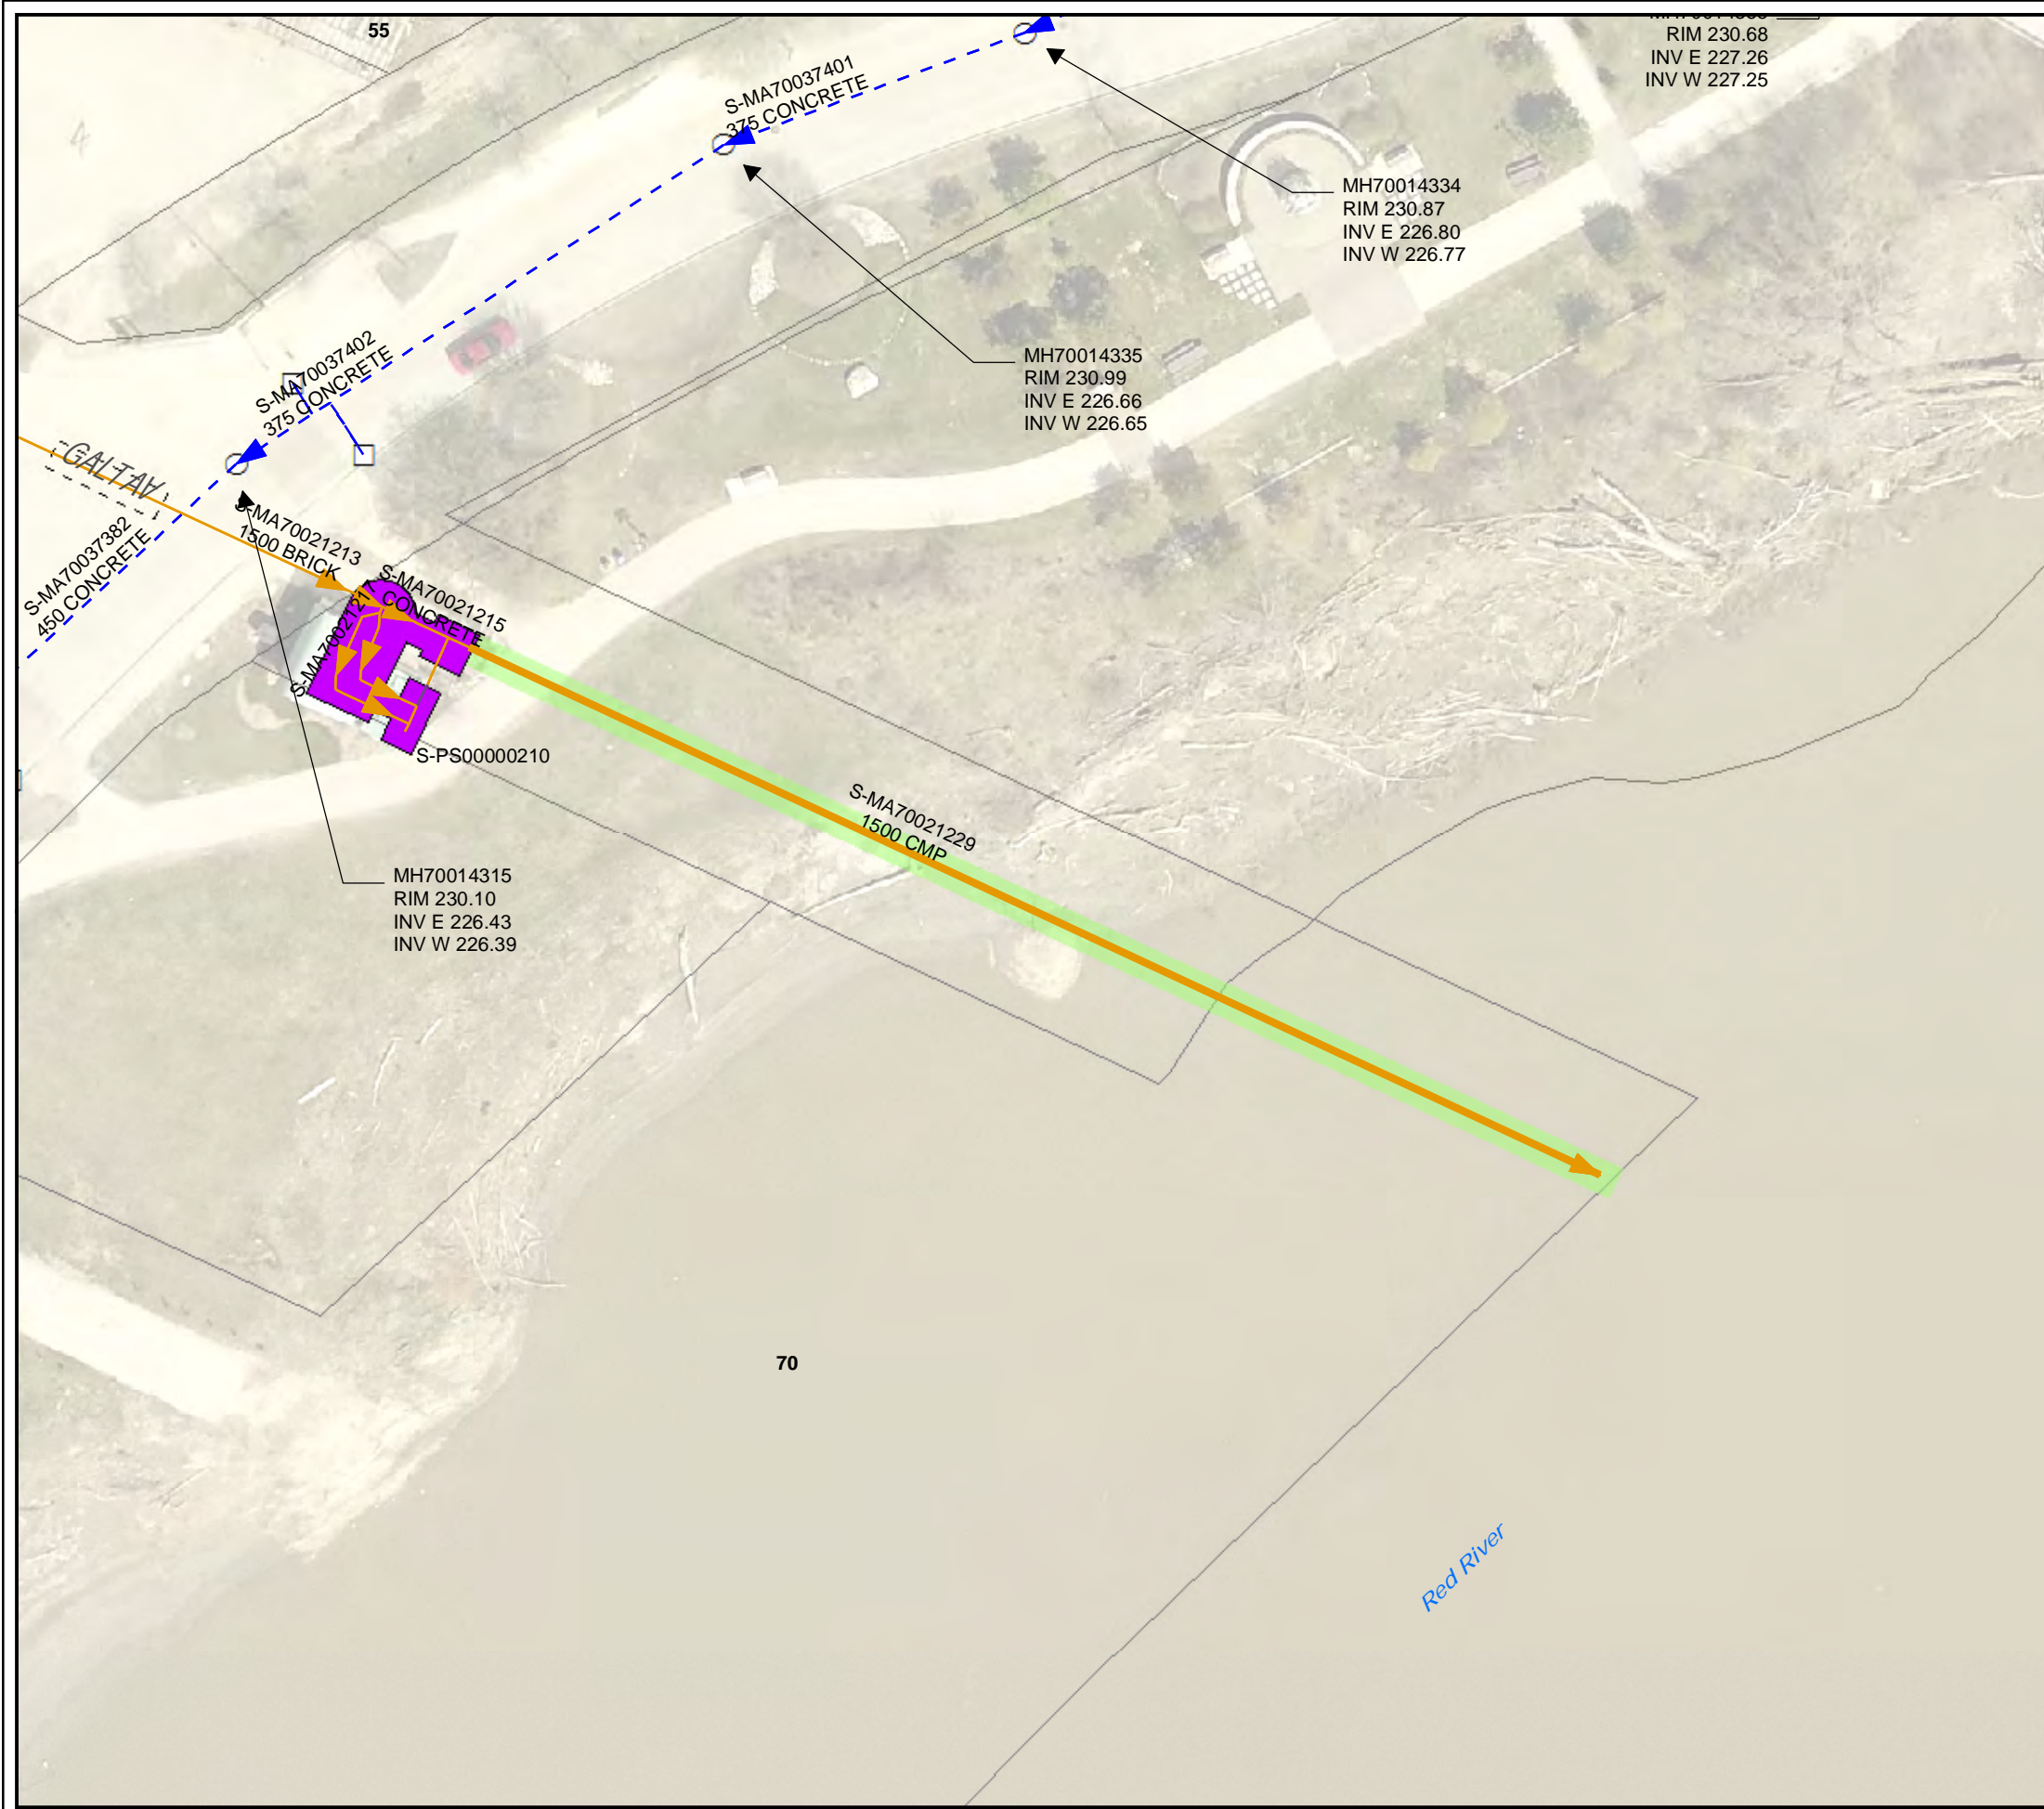 55
RIM 230.68
INV E 227.26
INV W 227.25
S-MA70037401
375 CONCRETE
MH70014334
RIM 230.87
INV E 226.80
INV W 226.77
MH70014335
RIM 230.99
INV E 226.66
INV W 226.65
S-MA70037402
375 CONCRETE
GALT AV
S-MA70021213
1500 BRICK
S-MA70037382
450 CONCRETE
S-MA70021215
CONCRETE
S-PS00000210
S-MA70021229
1500 CMP
MH70014315
RIM 230.10
INV E 226.43
INV W 226.39
70
Red River